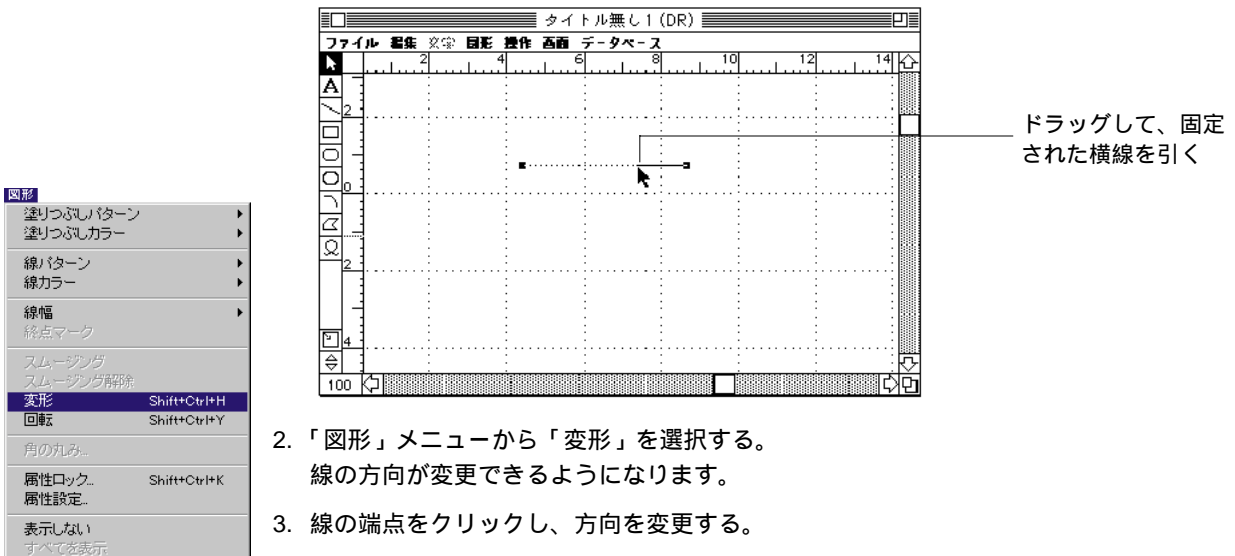 タイトル無し1 (DR)
ファイル 編集 文字 図形 操作 画面 データベース
2 4 6 8 10 12 14
A
2
0
2
4
100
ドラッグして、固定
された横線を引く
図形
塗りつぶしパターン
塗りつぶしカラー
線パターン
線カラー
線幅
終点マーク
スムージング
スムージング解除
変形 Shift+Ctrl+H
回転 Shift+Ctrl+Y
角の丸み...
属性ロック... Shift+Ctrl+K
属性設定...
表示しない
すべてを表示
2. 「図形」メニューから「変形」を選択する。
線の方向が変更できるようになります。
3. 線の端点をクリックし、方向を変更する。